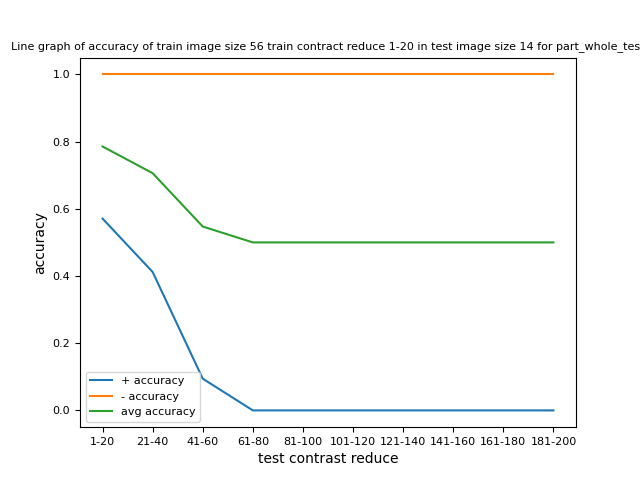 Line graph of accuracy of train image size 56 train contract reduce 1-20 in test image size 14 for part_whole_tes
1.0
0.8
0.6
0.4
0.2
0.0
accuracy
+ accuracy
- accuracy
avg accuracy
1-20 21-40 41-60 61-80 81-100 101-120 121-140 141-160 161-180 181-200
test contrast reduce